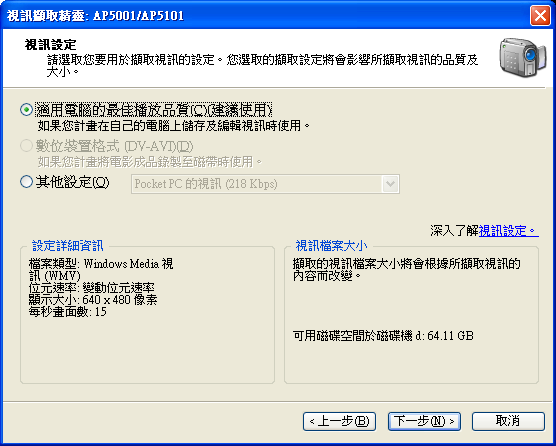 視訊擷取精靈: AP5001/AP5101
視訊設定
請選取您要用於擷取視訊的設定。您選取的擷取設定將會影響所擷取視訊的品質及
大小。
適用電腦的最佳播放品質(C)(建議使用)
如果您計畫在自己的電腦上儲存及編輯視訊時使用。
數位裝置格式 (DV-AVI)(D)
如果您計畫將電影成品錄製至磁帶時使用。
其他設定(O)
Pocket PC 的視訊 (218 Kbps)
深入了解視訊設定。
設定詳細資訊
檔案類型: Windows Media 視
訊 (WMV)
位元速率: 變動位元速率
顯示大小: 640 x 480 像素
每秒畫面數: 15
視訊檔案大小
擷取的視訊檔案大小將會根據所擷取視訊的
內容而改變。
可用磁碟空間於磁碟機 d: 64.11 GB
< 上一步(B)
下一步(N) >
取消